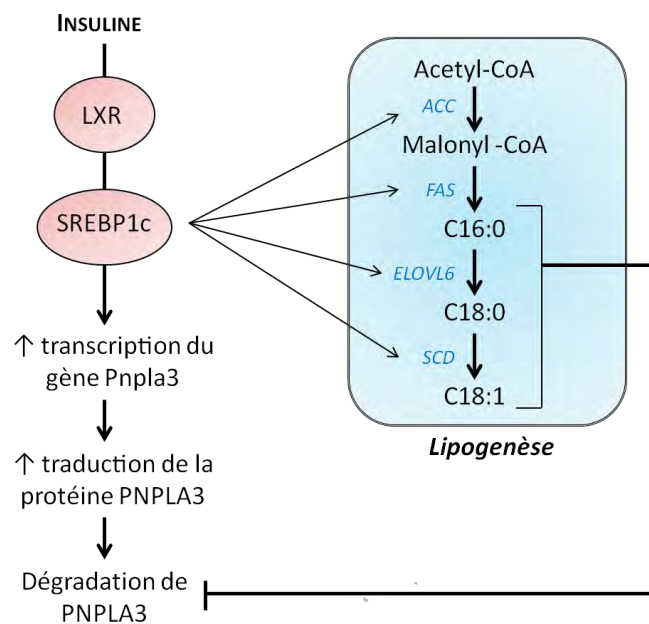 INSULINE
LXR
SREBP1c
↑ transcription du
gène Pnpla3
↑ traduction de la
protéine PNPLA3
Dégradation de
PNPLA3
Acetyl-CoA
ACC
Malonyl -CoA
FAS
C16:0
ELOVL6
C18:0
SCD
C18:1
Lipogenèse